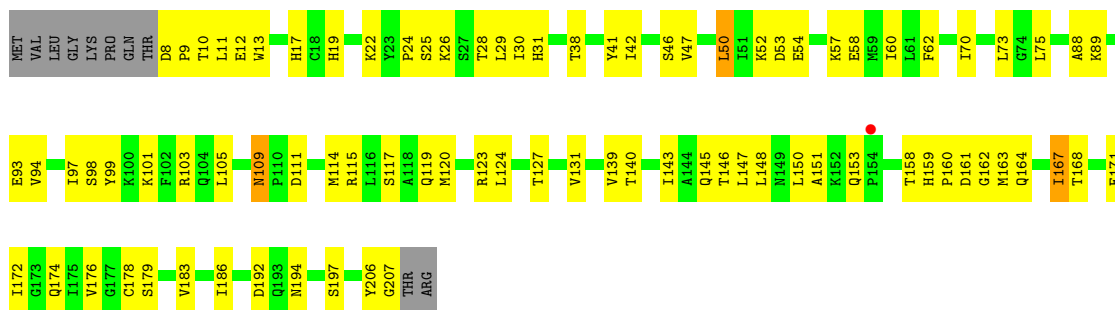 MET VAL LEU GLY LYS PRO GLN THR D8 P9 T10 L11 E12 W13 H17 C18 H19 K22 Y23 P24 S25 K26 S27 T28 L29 I30 H31 T38 Y41 I42 S46 V47 L50 I51 K52 D53 E54 K57 E58 M59 I60 L61 F62 I70 L73 G74 L75 A88 K89
E93 V94 I97 S98 Y99 K100 K101 F102 R103 Q104 L105 N109 P110 D111 M114 R115 L116 S117 A118 Q119 M120 R123 L124 T127 V131 V139 T140 I143 A144 Q145 T146 L147 L148 N149 L150 A151 K152 Q153 P154 T158 H159 P160 D161 G162 M163 Q164 I167 T168
I172 G173 Q174 I175 V176 G177 C178 S179 V183 I186 D192 Q193 N194 S197 Y206 G207 THR ARG